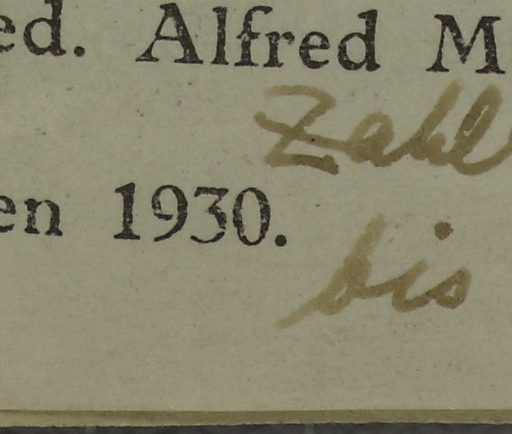 ed. Alfred M
Zahl
en 1930.
bis